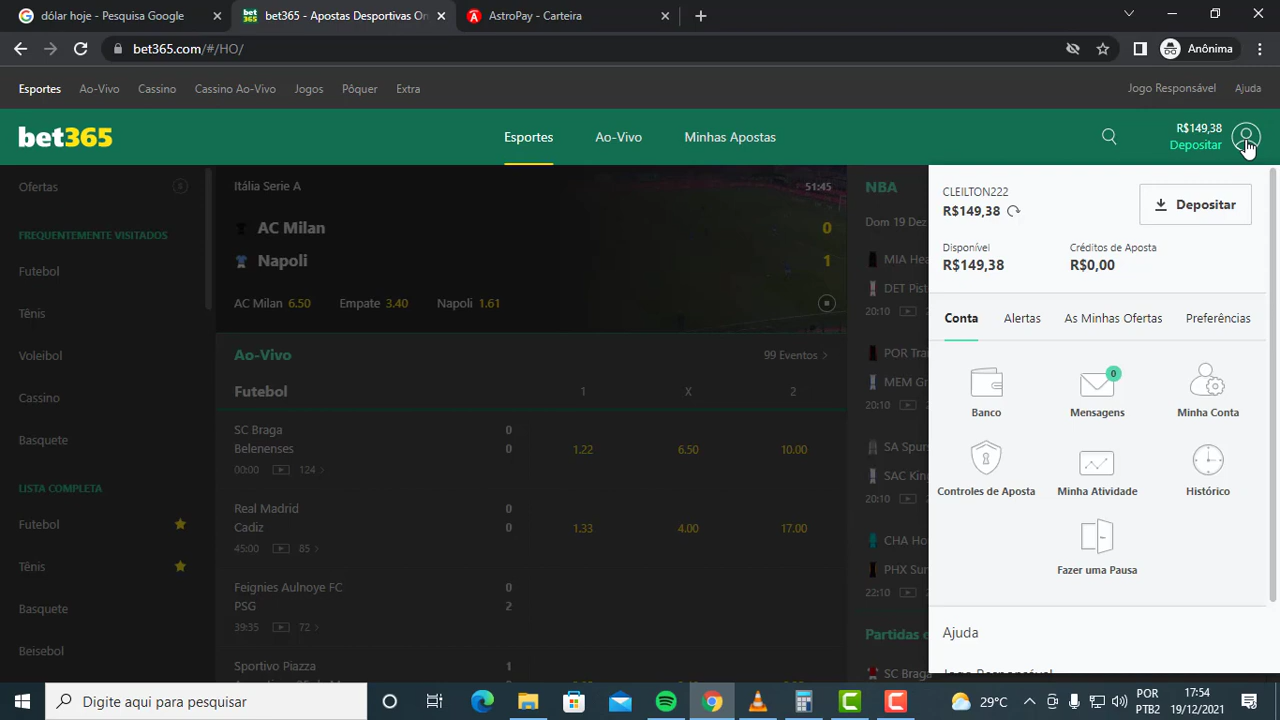 dólar hoje - Pesquisa Google
bet365 - Apostas Desportivas On
AstroPay - Carteira
bet365.com/#/HO/
Anônima
Esportes
Ao-Vivo
Cassino
Cassino Ao-Vivo
Jogos
Pôquer
Extra
Jogo Responsável
Ajuda
bet365
Esportes
Ao-Vivo
Minhas Apostas
R$149,38
Depositar
Ofertas
FREQUENTEMENTE VISITADOS
Futebol
Tênis
Voleibol
Cassino
Basquete
LISTA COMPLETA
Futebol
Tênis
Basquete
Beisebol
Itália Serie A
51:45
AC Milan
0
Napoli
1
AC Milan 6.50
Empate 3.40
Napoli 1.61
Ao-Vivo
99 Eventos
Futebol
1
X
2
SC Braga
0
Belenenses
0
1.22
6.50
10.00
00:00
124
Real Madrid
0
Cadiz
0
1.33
4.00
17.00
45:00
85
Feignies Aulnoye FC
0
PSG
2
39:35
72
Sportivo Piazza
1
NBA
Dom 19 Dez
MIA Hea
DET Pist
20:10
POR Tra
MEM Gr
20:10
SA Spur
SAC Kin
20:10
CHA Ho
PHX Sur
22:10
Partidas
SC Brag
CLEILTON222
R$149,38
Depositar
Disponível
R$149,38
Créditos de Aposta
R$0,00
Conta
Alertas
As Minhas Ofertas
Preferências
Banco
0
Mensagens
Minha Conta
Controles de Aposta
Minha Atividade
Histórico
Fazer uma Pausa
Ajuda
Jogo Responsável
Digite aqui para pesquisar
29°C
POR
PTB2
17:54
19/12/2021